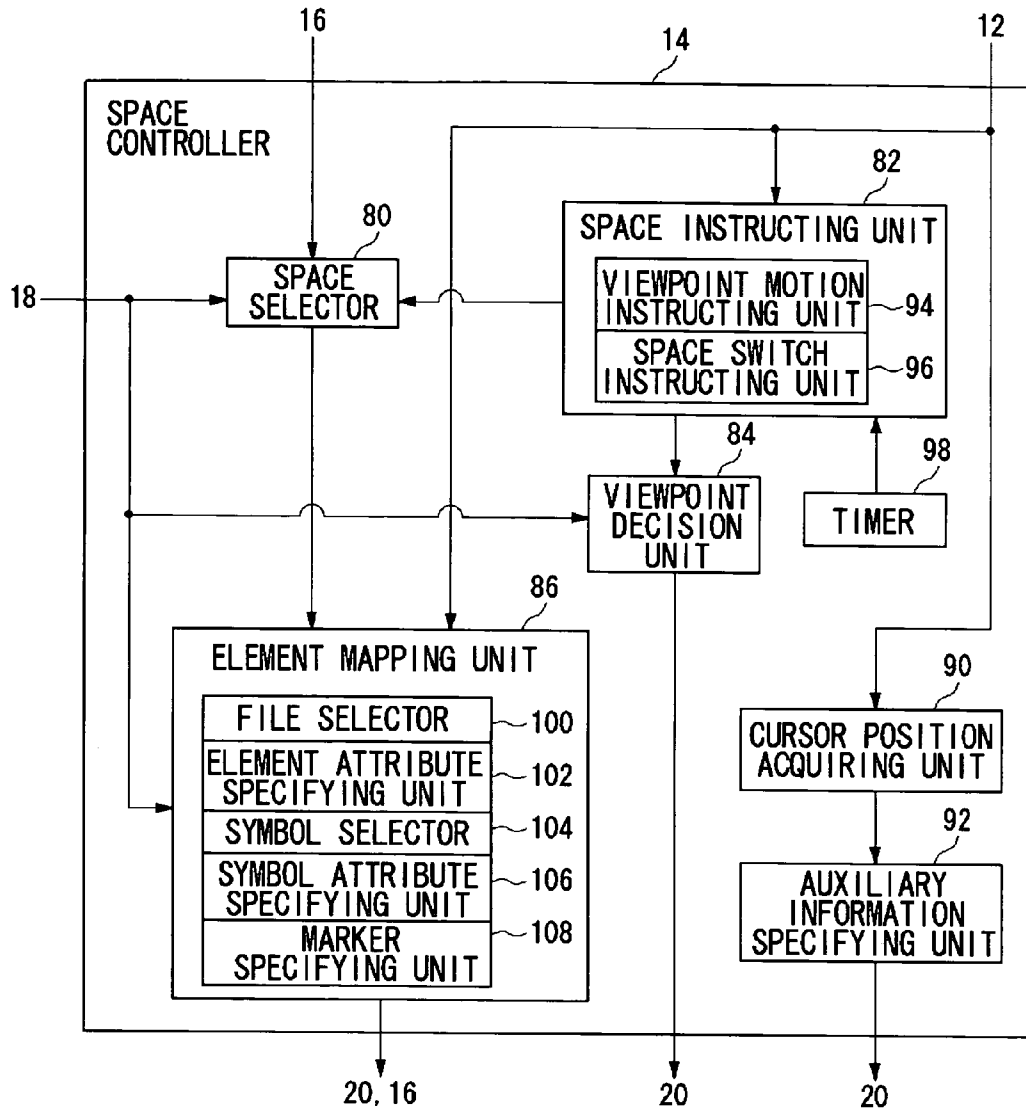 16
12
14
SPACE
CONTROLLER
82
SPACE INSTRUCTING UNIT
80
SPACE
SELECTOR
18
VIEWPOINT MOTION
INSTRUCTING UNIT
94
SPACE SWITCH
INSTRUCTING UNIT
96
84
VIEWPOINT
DECISION
UNIT
98
TIMER
86
ELEMENT MAPPING UNIT
FILE SELECTOR
100
ELEMENT ATTRIBUTE
SPECIFYING UNIT
102
SYMBOL SELECTOR
104
SYMBOL ATTRIBUTE
SPECIFYING UNIT
106
MARKER
SPECIFYING UNIT
108
90
CURSOR POSITION
ACQUIRING UNIT
92
AUXILIARY
INFORMATION
SPECIFYING UNIT
20, 16
20
20